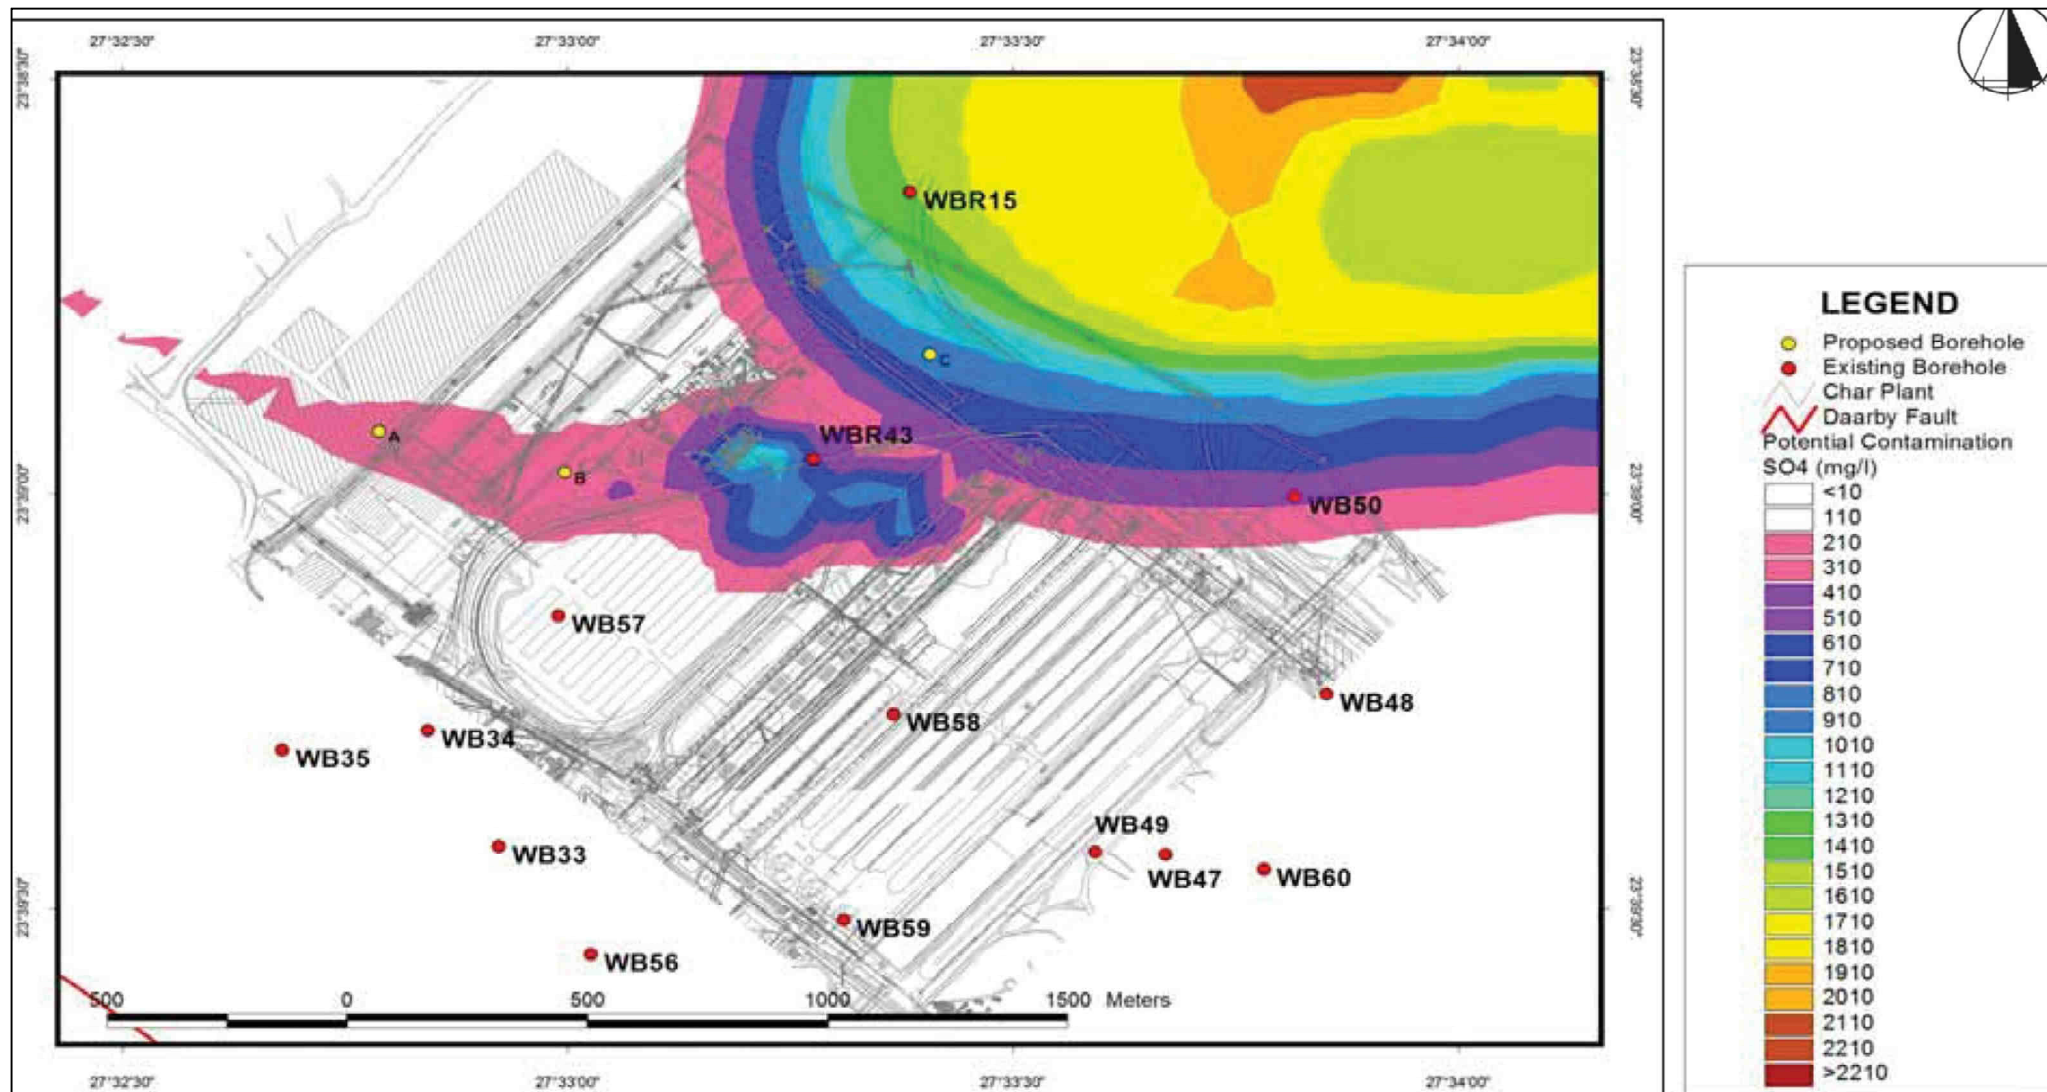 27°32'30"
27°33'00"
27°33'30"
27°34'00"
23°38'30"
23°38'30"
WBR15
C
WBR43
A
B
23°39'00"
23°39'00"
WB50
WB57
WB48
WB58
WB34
WB35
WB49
WB33
WB47
WB60
23°39'30"
23°39'30"
WB59
WB56
500 0 500 1000 1500 Meters
27°32'30"
27°33'00"
27°33'30"
27°34'00"
LEGEND
Proposed Borehole
Existing Borehole
Char Plant
Daarby Fault
Potential Contamination
SO4 (mg/l)
<10
110
210
310
410
510
610
710
810
910
1010
1110
1210
1310
1410
1510
1610
1710
1810
1910
2010
2110
2210
>2210